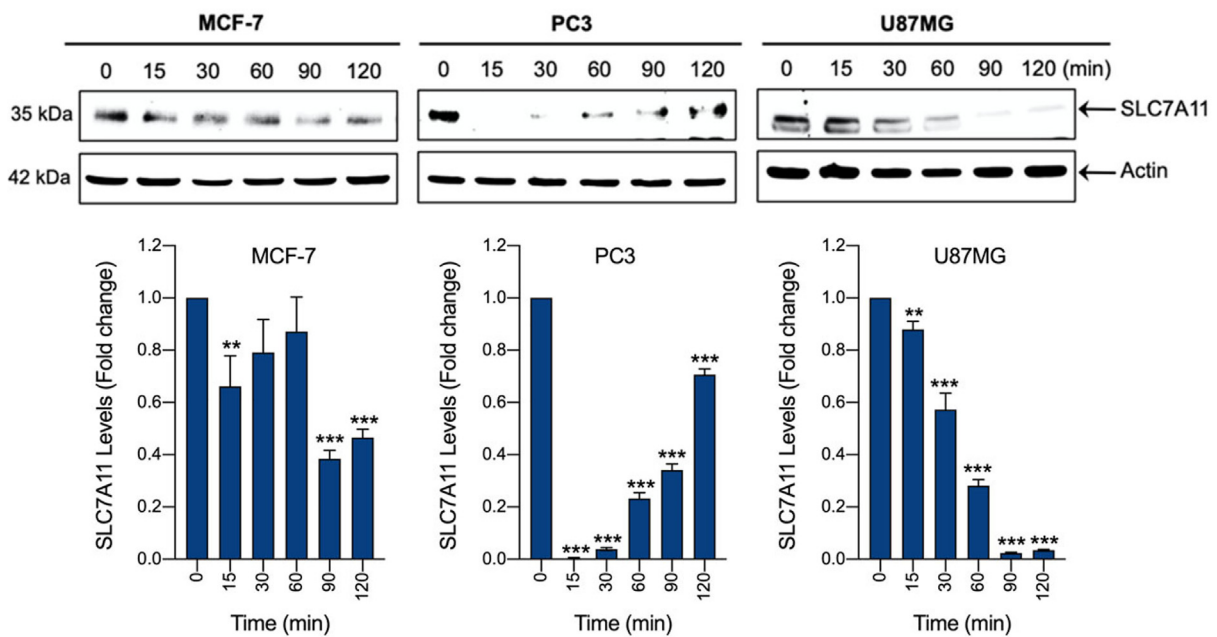 MCF-7 PC3 U87MG
0 15 30 60 90 120 0 15 30 60 90 120 0 15 30 60 90 120 (min)
35 kDa SLC7A11
42 kDa Actin
MCF-7
SLC7A11 Levels (Fold change)
1.2
1.0
0.8
0.6
0.4
0.2
0.0
**
***
***
0 15 30 60 90 120
Time (min)
PC3
SLC7A11 Levels (Fold change)
1.2
1.0
0.8
0.6
0.4
0.2
0.0
***
***
***
***
***
0 15 30 60 90 120
Time (min)
U87MG
SLC7A11 Levels (Fold change)
1.2
1.0
0.8
0.6
0.4
0.2
0.0
**
***
***
***
***
0 15 30 60 90 120
Time (min)